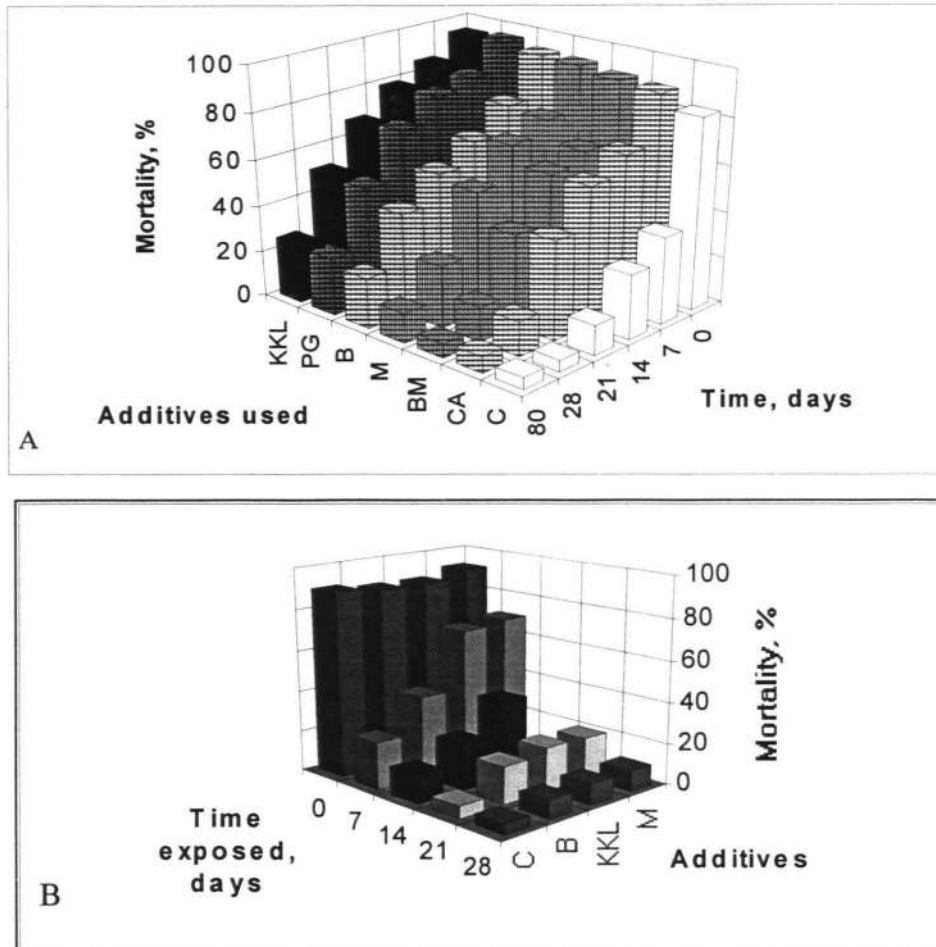 100
80
60
40
20
0
Mortality, %
KKL
PG
B
M
BM
CA
C
Additives used
80
28
21
14
7
0
Time, days
A
100
80
60
40
20
0
Mortality. %
0
7
14
21
28
Time
exposed,
days
C
B
KKL
M
Additives
B